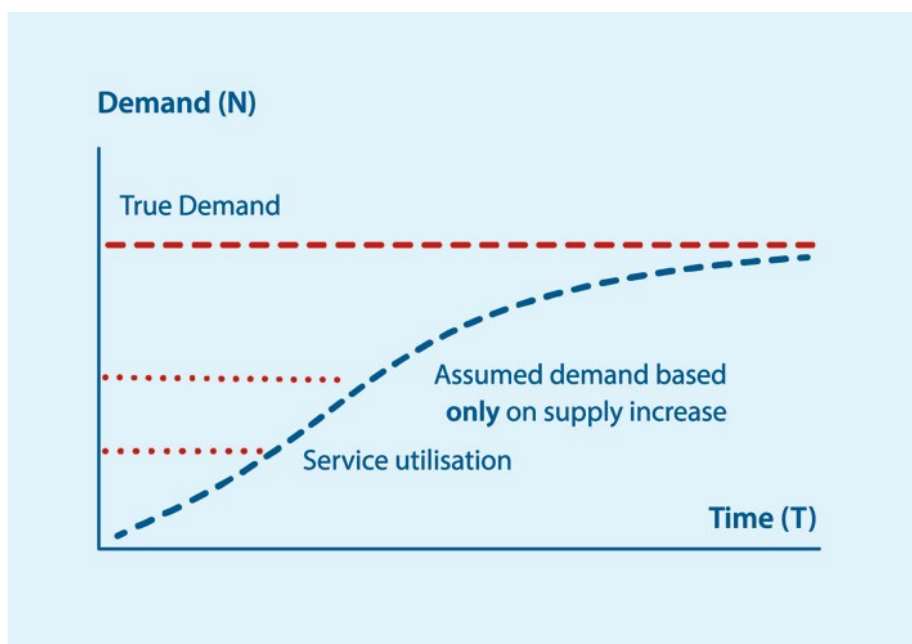 Demand (N)
True Demand
Assumed demand based
only on supply increase
Service utilisation
Time (T)